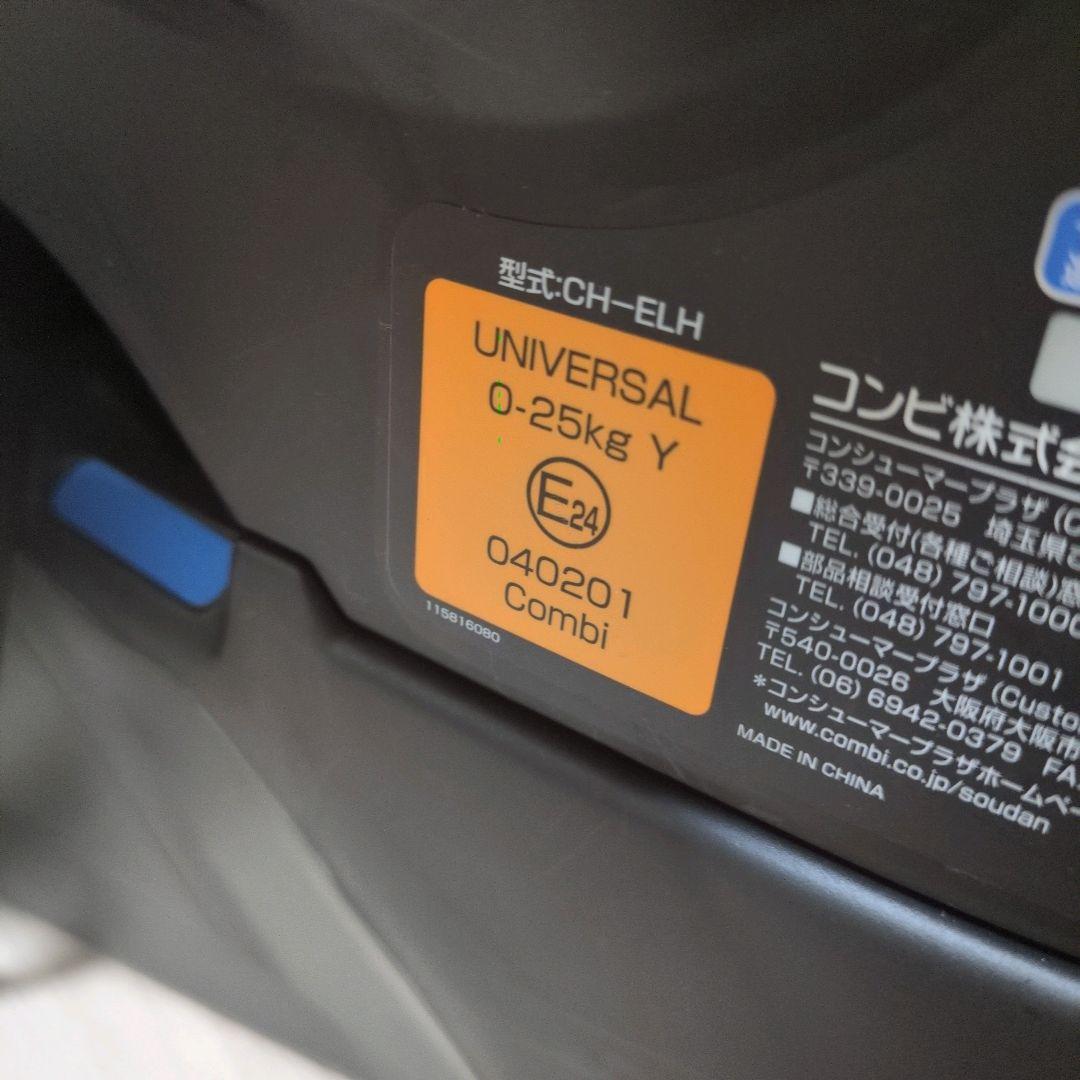 型式:CH-ELH
UNIVERSAL
0-25kg Y
E24
040201
Combi
115816080
コンビ株式会
コンシューマープラザ (C
〒339-0025 埼玉県さ
■総合受付(各種ご相談)窓
TEL. (048) 797-1000
■部品相談受付窓口
TEL. (048) 797-1001
コンシューマープラザ (Custo
〒540-0026 大阪府大阪市
TEL. (06) 6942-0379 FA
*コンシューマープラザホームペー
www.combi.co.jp/soudan
MADE IN CHINA